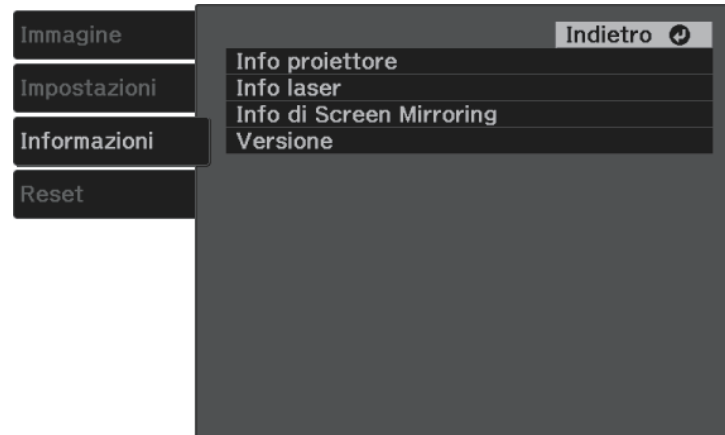 Immagine
Impostazioni
Informazioni
Reset
Indietro
Info proiettore
Info laser
Info di Screen Mirroring
Versione